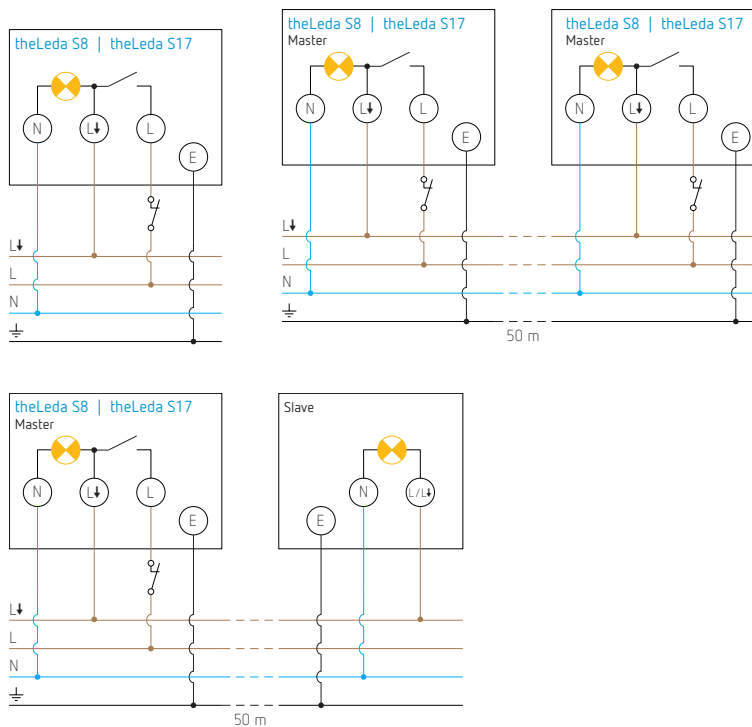 theLeda S8 | theLeda S17
N
L↓
L
E
L↓
L
N
theLeda S8 | theLeda S17
Master
N
L↓
L
E
L↓
L
N
theLeda S8 | theLeda S17
Master
N
L↓
L
E
50 m
theLeda S8 | theLeda S17
Master
N
L↓
L
E
L↓
L
N
Slave
E
N
L/L↓
50 m